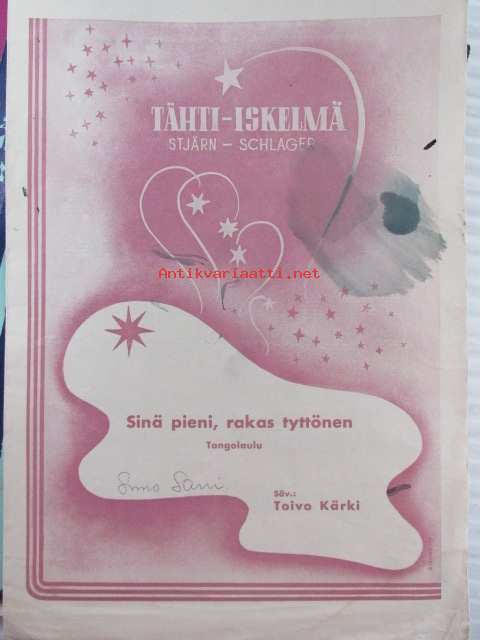 TÄHTI-ISKELMÄ
STJÄRN - SCHLAGER
Antikvariaatti.net
Sinä pieni, rakas tyttönen
Tangolaulu
Säv.:
Toivo Kärki